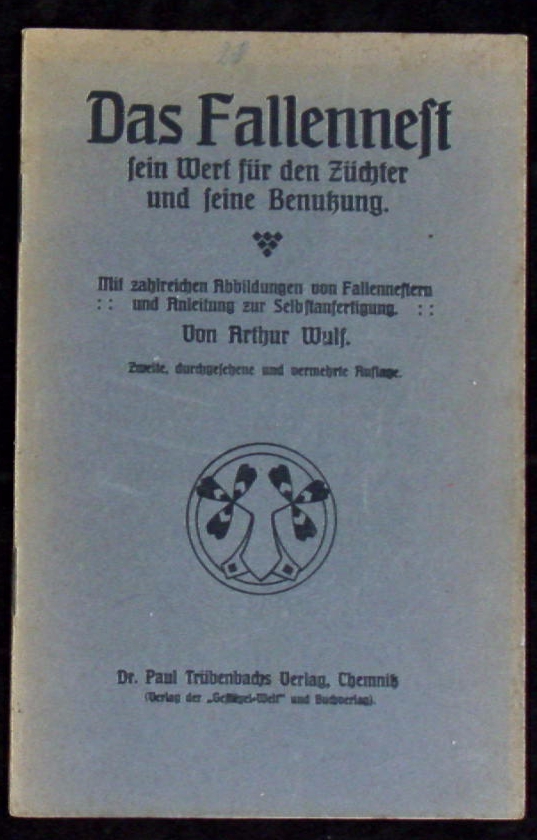 Das Fallenneſt
ſein Wert für den Züchter
und ſeine Benutzung.
Mit zahlreichen Abbildungen von Fallenneſtern
:: und Anleitung zur Selbſtanfertigung. ::
Von Arthur Wulf.
Zweite, durchgeſehene und vermehrte Auflage.
Dr. Paul Trübenbachs Verlag, Chemnitz
(Verlag der „Geflügel-Welt“ und Buchverlag).